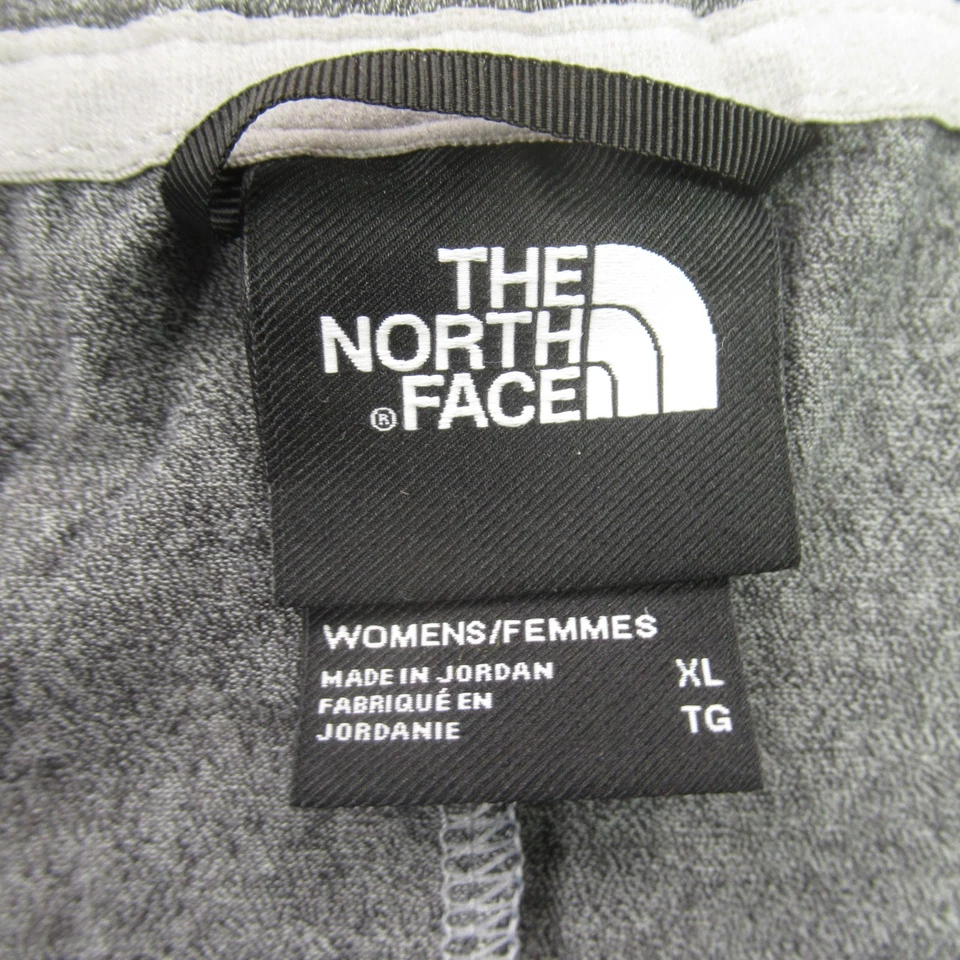 THE
NORTH
®FACE
WOMENS/FEMMES
MADE IN JORDAN XL
FABRIQUÉ EN
JORDANIE TG